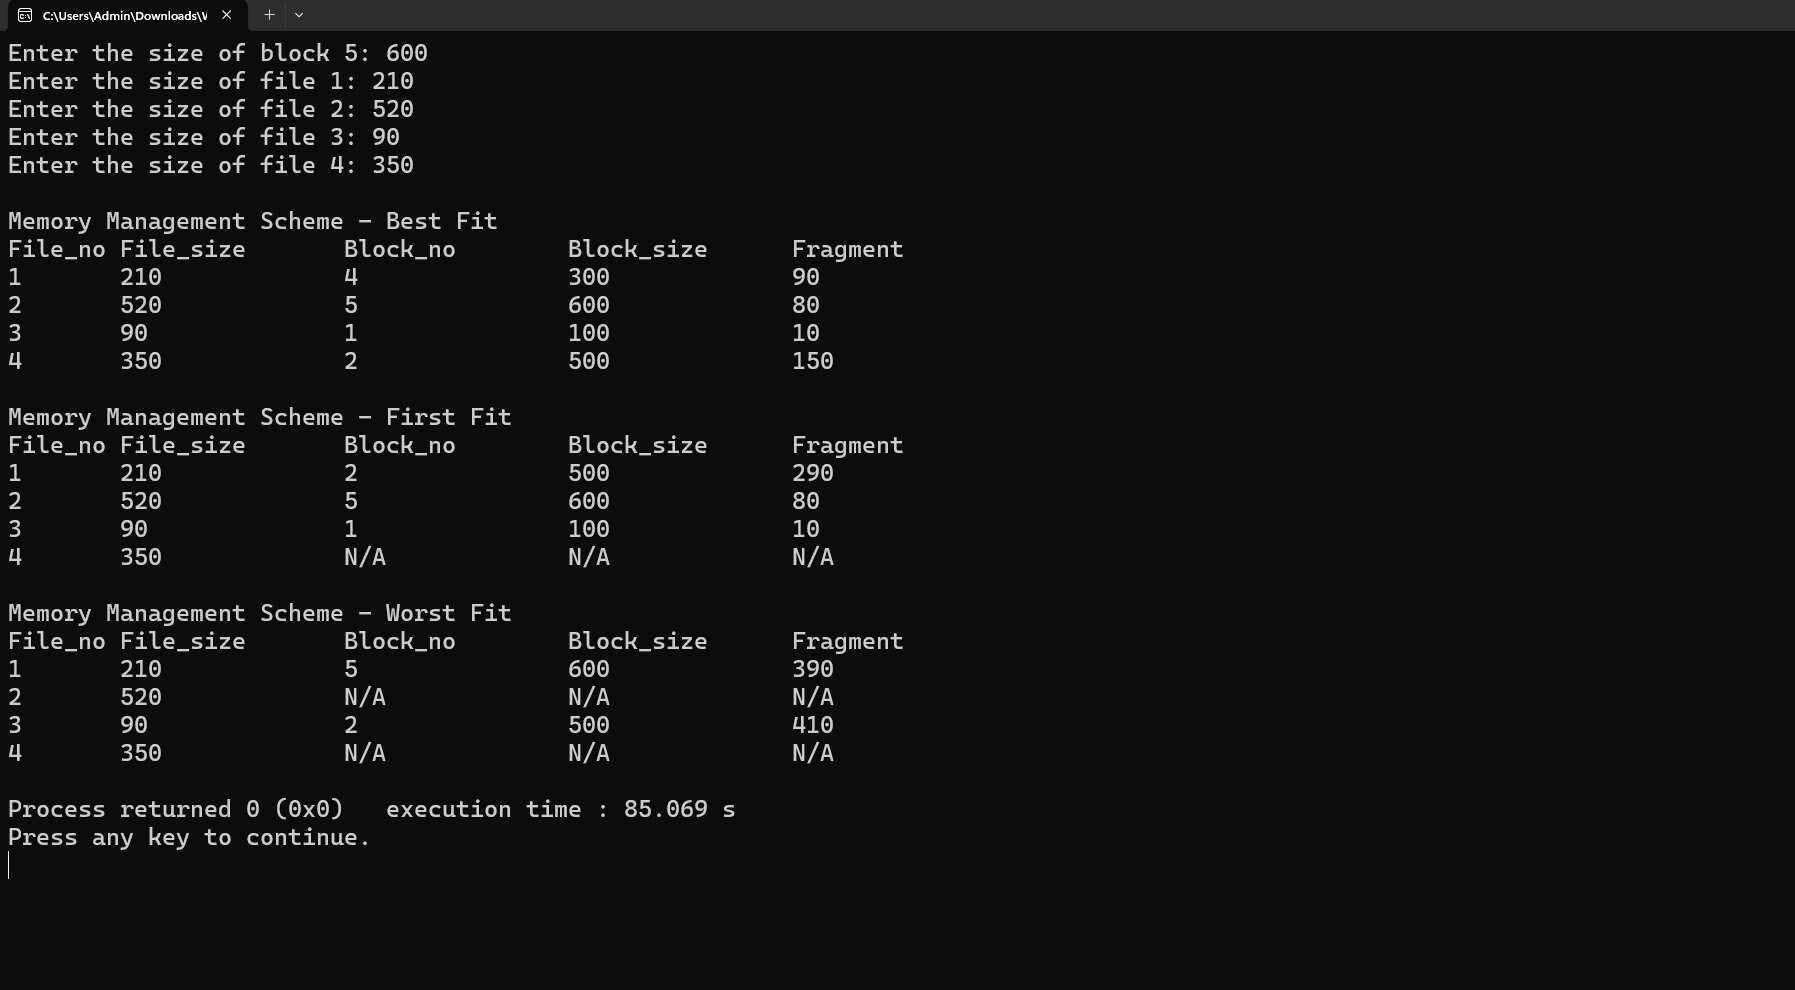 C:\Users\Admin\Downloads\
Enter the size of block 5: 600
Enter the size of file 1: 210
Enter the size of file 2: 520
Enter the size of file 3: 90
Enter the size of file 4: 350
Memory Management Scheme - Best Fit
File_no File_size Block_no Block_size Fragment
1 210 4 300 90
2 520 5 600 80
3 90 1 100 10
4 350 2 500 150
Memory Management Scheme - First Fit
File_no File_size Block_no Block_size Fragment
1 210 2 500 290
2 520 5 600 80
3 90 1 100 10
4 350 N/A N/A N/A
Memory Management Scheme - Worst Fit
File_no File_size Block_no Block_size Fragment
1 210 5 600 390
2 520 N/A N/A N/A
3 90 2 500 410
4 350 N/A N/A N/A
Process returned 0 (0x0) execution time : 85.069 s
Press any key to continue.